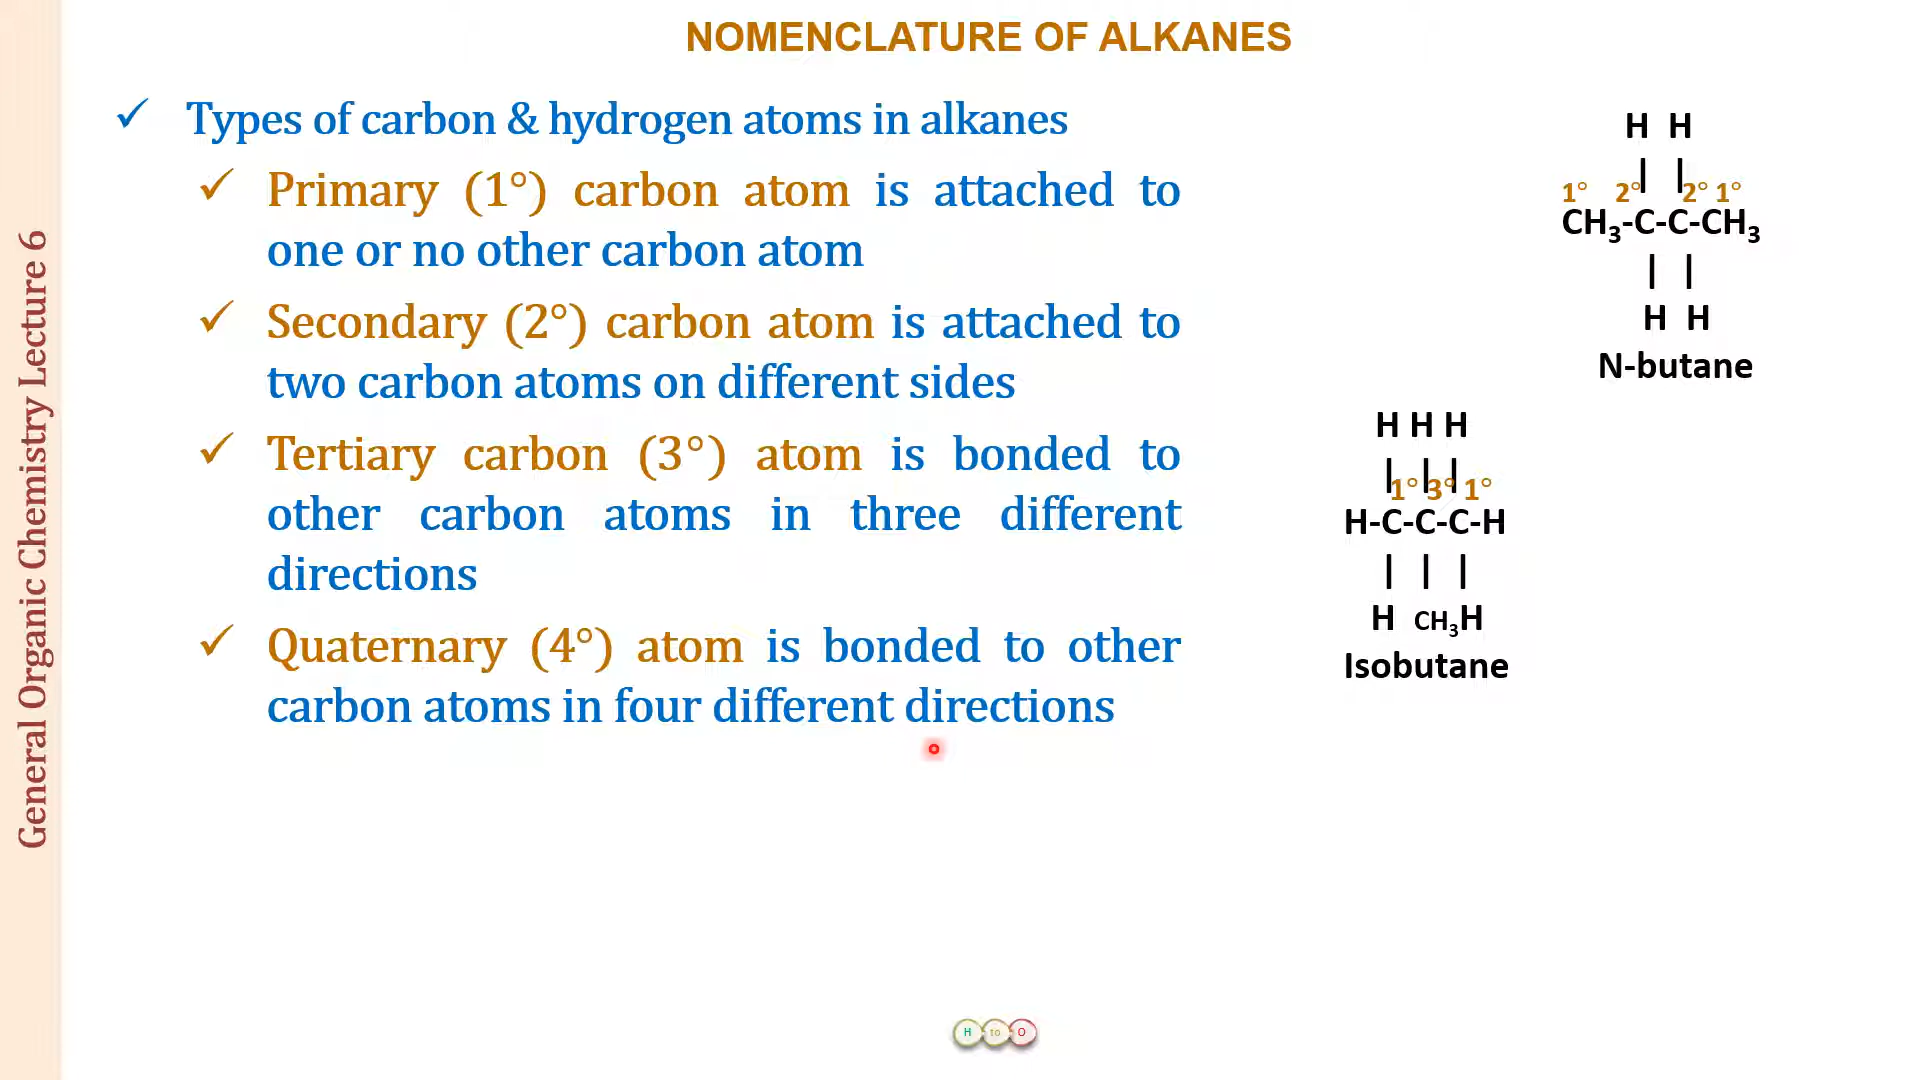 NOMENCLATURE OF ALKANES
General Organic Chemistry Lecture 6
✓ Types of carbon & hydrogen atoms in alkanes
✓ Primary (1°) carbon atom is attached to
one or no other carbon atom
✓ Secondary (2°) carbon atom is attached to
two carbon atoms on different sides
✓ Tertiary carbon (3°) atom is bonded to
other carbon atoms in three different
directions
✓ Quaternary (4°) atom is bonded to other
carbon atoms in four different directions
H H
| |
1° 2° 2° 1°
CH₃-C-C-CH₃
| |
H H
N-butane
H H H
| | |
1° 3° 1°
H-C-C-C-H
| | |
H CH₃ H
Isobutane
H to O